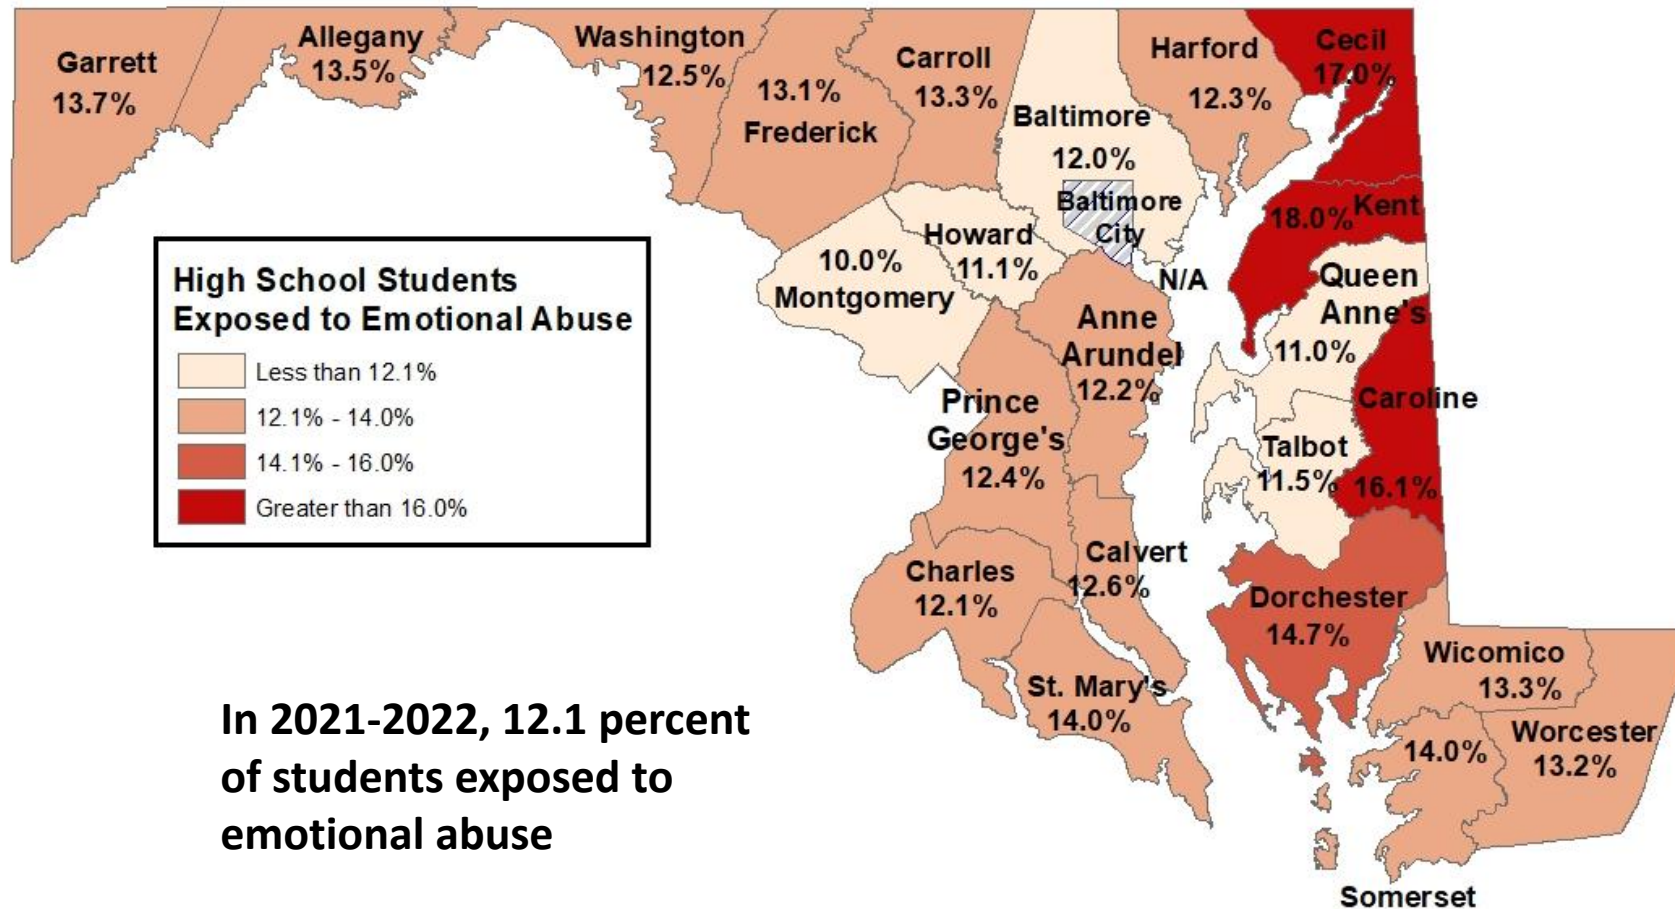 Garrett
13.7%
Allegany
13.5%
Washington
12.5%
13.1%
Frederick
Carroll
13.3%
Baltimore
12.0%
Baltimore
City
N/A
Harford
12.3%
Cecil
17.0%
18.0% Kent
Queen
Anne's
11.0%
Howard
11.1%
10.0%
Montgomery
Anne
Arundel
12.2%
Prince
George's
12.4%
Caroline
16.1%
Talbot
11.5%
Calvert
12.6%
Charles
12.1%
St. Mary's
14.0%
Dorchester
14.7%
Wicomico
13.3%
Worcester
13.2%
14.0%
Somerset
High School Students
Exposed to Emotional Abuse
Less than 12.1%
12.1% - 14.0%
14.1% - 16.0%
Greater than 16.0%
In 2021-2022, 12.1 percent
of students exposed to
emotional abuse